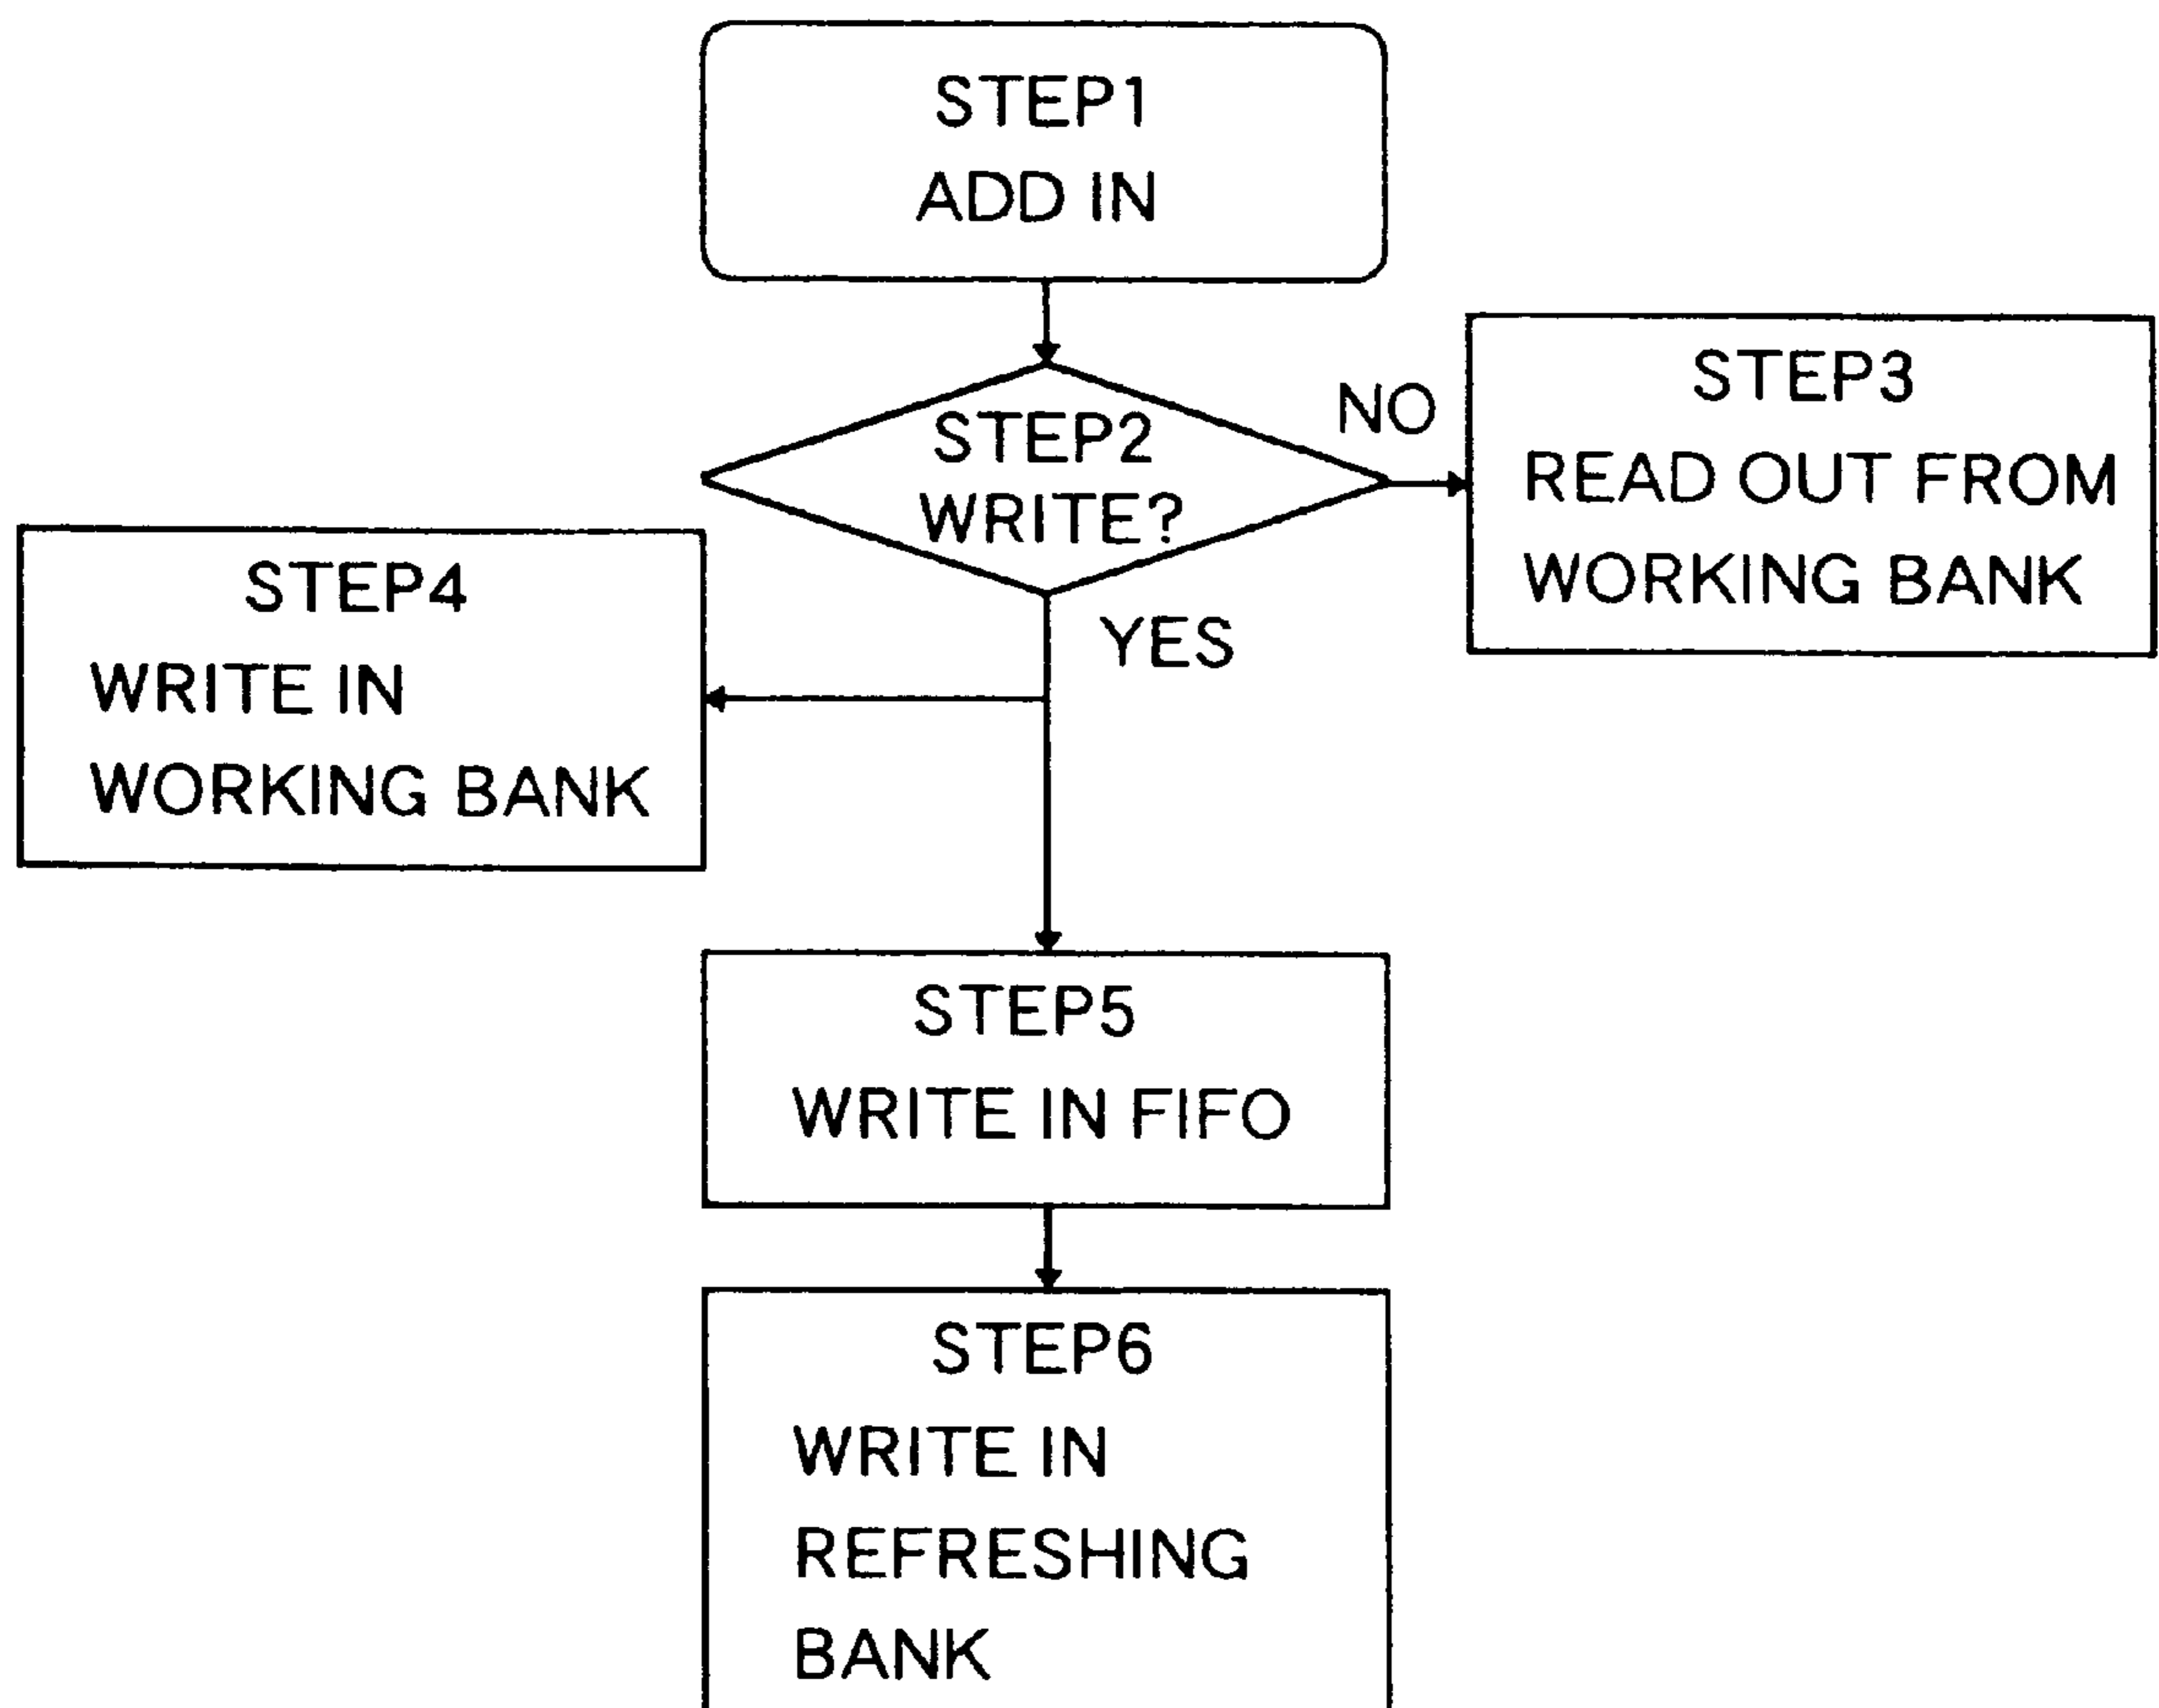 STEP1
ADD IN
STEP2
WRITE?
NO
STEP3
READ OUT FROM
WORKING BANK
YES
STEP4
WRITE IN
WORKING BANK
STEP5
WRITE IN FIFO
STEP6
WRITE IN
REFRESHING
BANK